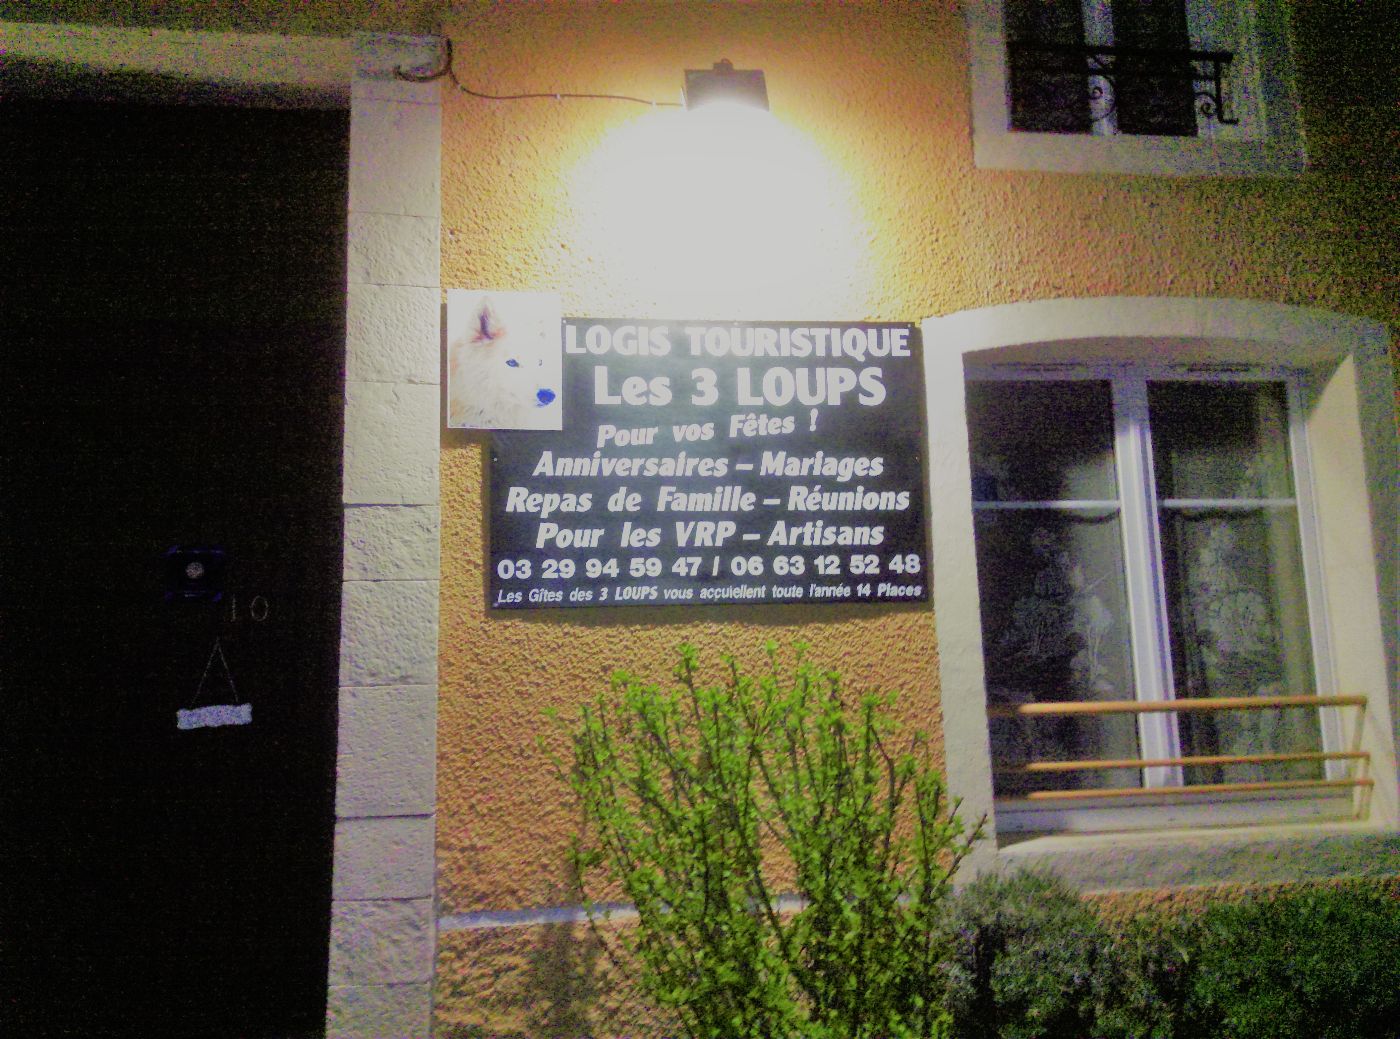 LOGIS TOURISTIQUE
Les 3 LOUPS
Pour vos Fêtes !
Anniversaires – Mariages
Repas de Famille – Réunions
Pour les VRP – Artisans
03 29 94 59 47 / 06 63 12 52 48
Les Gîtes des 3 LOUPS vous acçuiellent toute l'année 14 Places
10